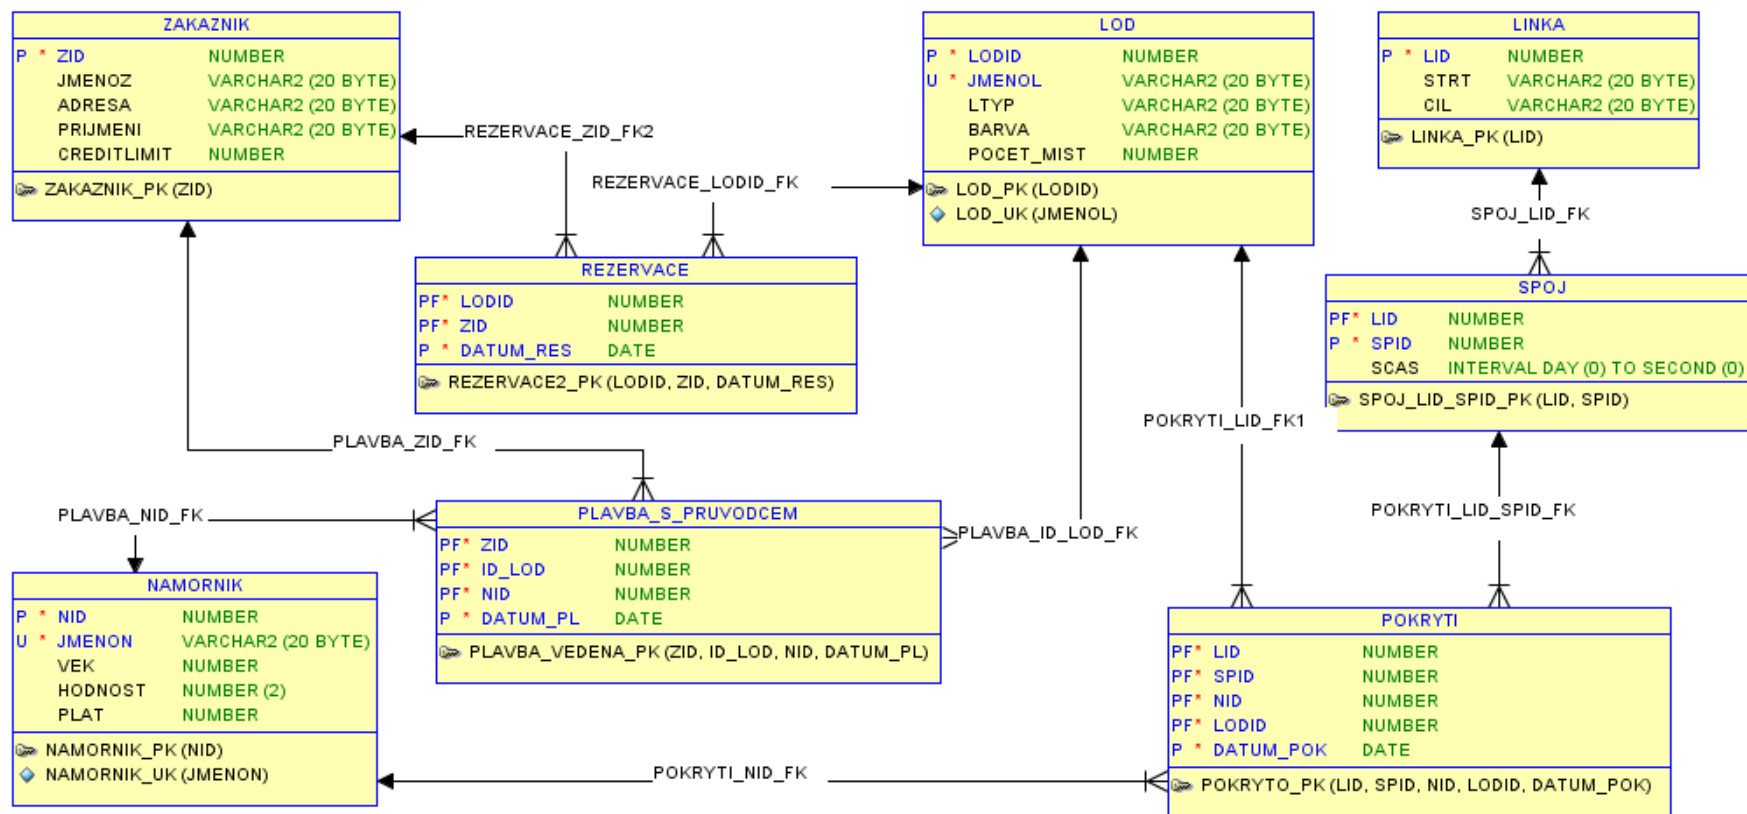 ZAKAZNIK
P * ZID NUMBER
JMENOZ VARCHAR2 (20 BYTE)
ADRESA VARCHAR2 (20 BYTE)
PRIJMENI VARCHAR2 (20 BYTE)
CREDITLIMIT NUMBER
ZAKAZNIK_PK (ZID)
LOD
P * LODID NUMBER
U * JMENOL VARCHAR2 (20 BYTE)
LTYP VARCHAR2 (20 BYTE)
BARVA VARCHAR2 (20 BYTE)
POCET_MIST NUMBER
LOD_PK (LODID)
LOD_UK (JMENOL)
LINKA
P * LID NUMBER
STRT VARCHAR2 (20 BYTE)
CIL VARCHAR2 (20 BYTE)
LINKA_PK (LID)
REZERVACE_ZID_FK2
REZERVACE_LODID_FK
SPOJ_LID_FK
REZERVACE
PF* LODID NUMBER
PF* ZID NUMBER
P * DATUM_RES DATE
REZERVACE2_PK (LODID, ZID, DATUM_RES)
SPOJ
PF* LID NUMBER
P * SPID NUMBER
SCAS INTERVAL DAY (0) TO SECOND (0)
SPOJ_LID_SPID_PK (LID, SPID)
POKRYTI_LID_FK1
PLAVBA_ZID_FK
PLAVBA_NID_FK
POKRYTI_LID_SPID_FK
PLAVBA_ID_LOD_FK
PLAVBA_S_PRUVODCEM
PF* ZID NUMBER
PF* ID_LOD NUMBER
PF* NID NUMBER
P * DATUM_PL DATE
PLAVBA_VEDENA_PK (ZID, ID_LOD, NID, DATUM_PL)
NAMORNIK
P * NID NUMBER
U * JMENON VARCHAR2 (20 BYTE)
VEK NUMBER
HODNOST NUMBER (2)
PLAT NUMBER
NAMORNIK_PK (NID)
NAMORNIK_UK (JMENON)
POKRYTI_NID_FK
POKRYTI
PF* LID NUMBER
PF* SPID NUMBER
PF* NID NUMBER
PF* LODID NUMBER
P * DATUM_POK DATE
POKRYTO_PK (LID, SPID, NID, LODID, DATUM_POK)